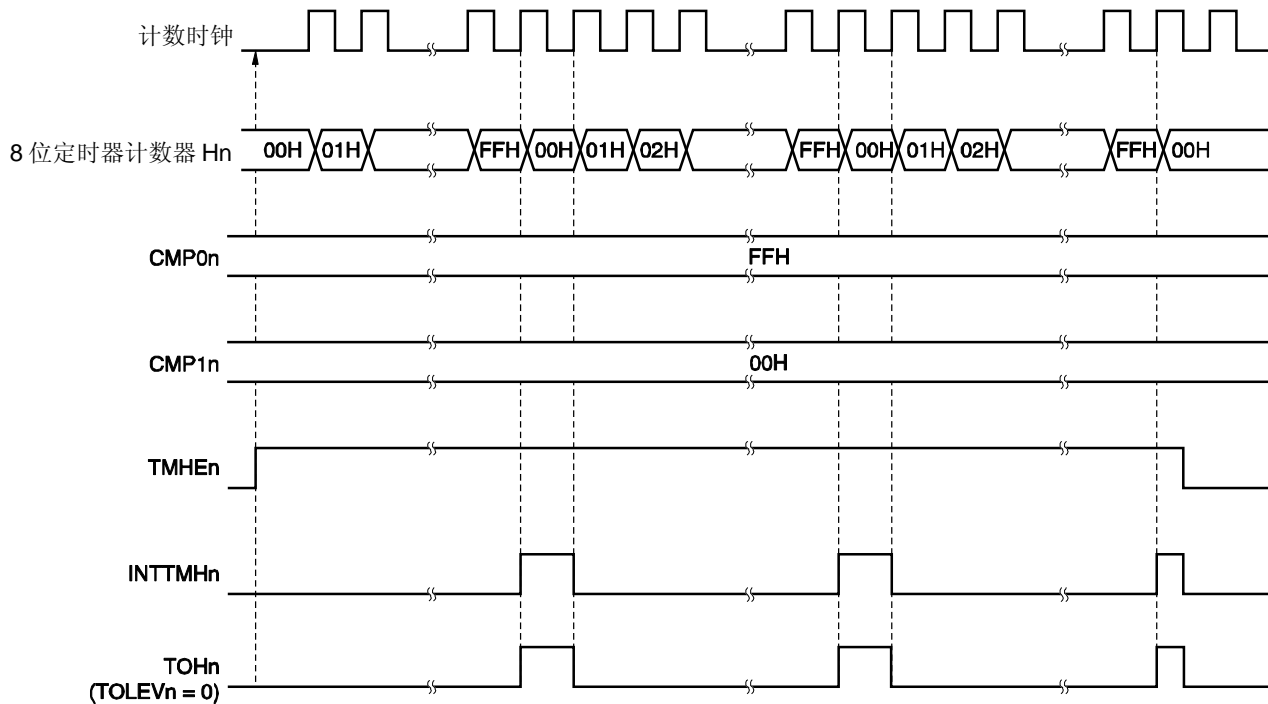 计数时钟
8 位定时器计数器 Hn
00H 01H FFH 00H 01H 02H FFH 00H 01H 02H FFH 00H
CMP0n
FFH
CMP1n
00H
TMHEn
INTTMHn
TOHn
(TOLEVn = 0)